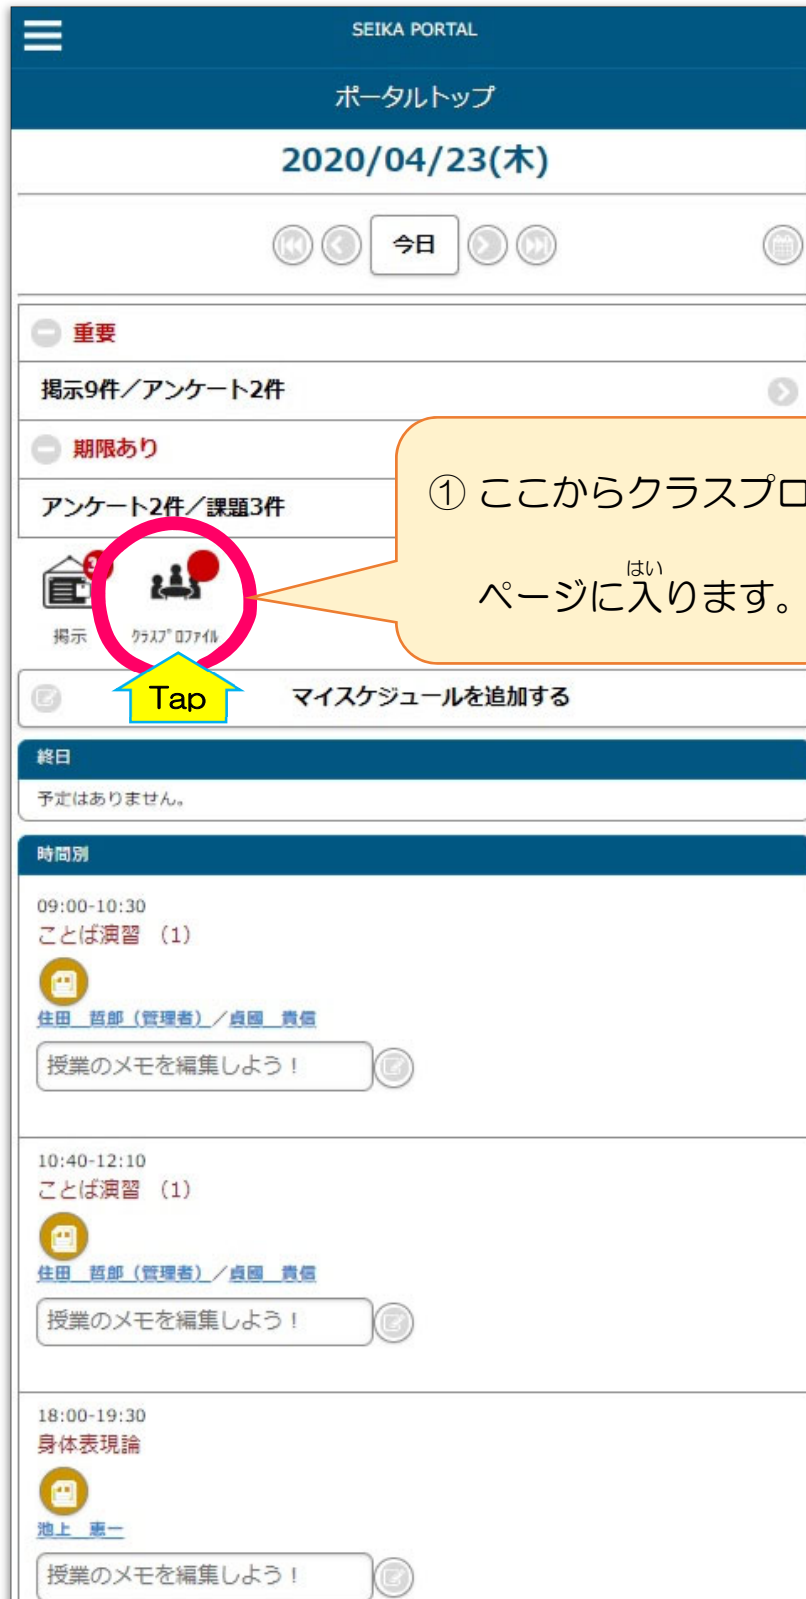 SEIKA PORTAL
ポータルトップ
2020/04/23(木)
今日
重要
掲示9件／アンケート2件
期限あり
アンケート2件／課題3件
① ここからクラスプロ
ページに入ります。
はい
掲示
クラスプロファイル
Tap
マイスケジュールを追加する
終日
予定はありません。
時間別
09:00-10:30
ことば演習 （1）
住田 哲郎（管理者）／貞國 貴信
授業のメモを編集しよう！
10:40-12:10
ことば演習 （1）
住田 哲郎（管理者）／貞國 貴信
授業のメモを編集しよう！
18:00-19:30
身体表現論
池上 恵一
授業のメモを編集しよう！